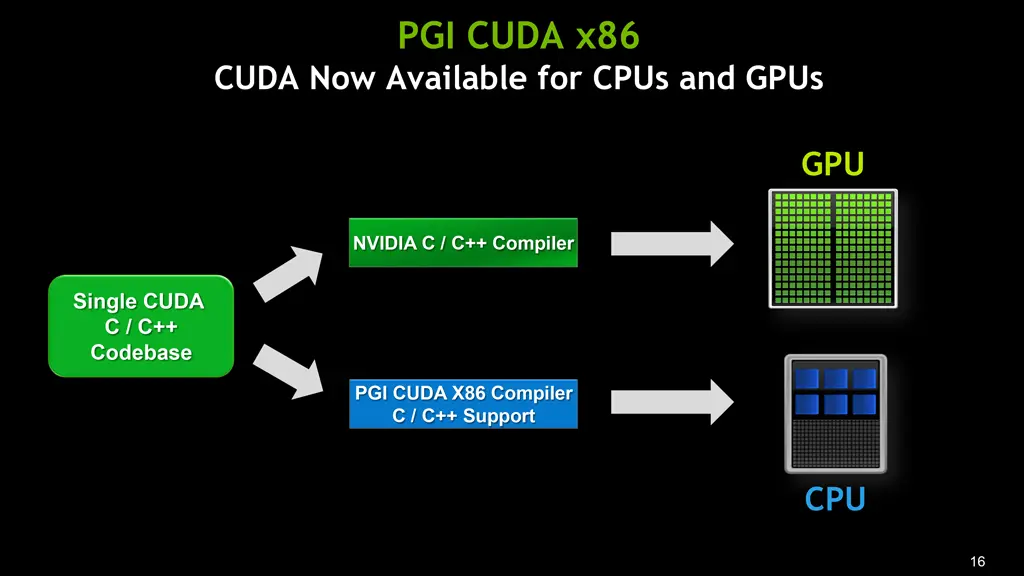 PGI CUDA x86
CUDA Now Available for CPUs and GPUs
GPU
NVIDIA C / C++ Compiler
Single CUDA
C / C++
Codebase
PGI CUDA X86 Compiler
C / C++ Support
CPU
16